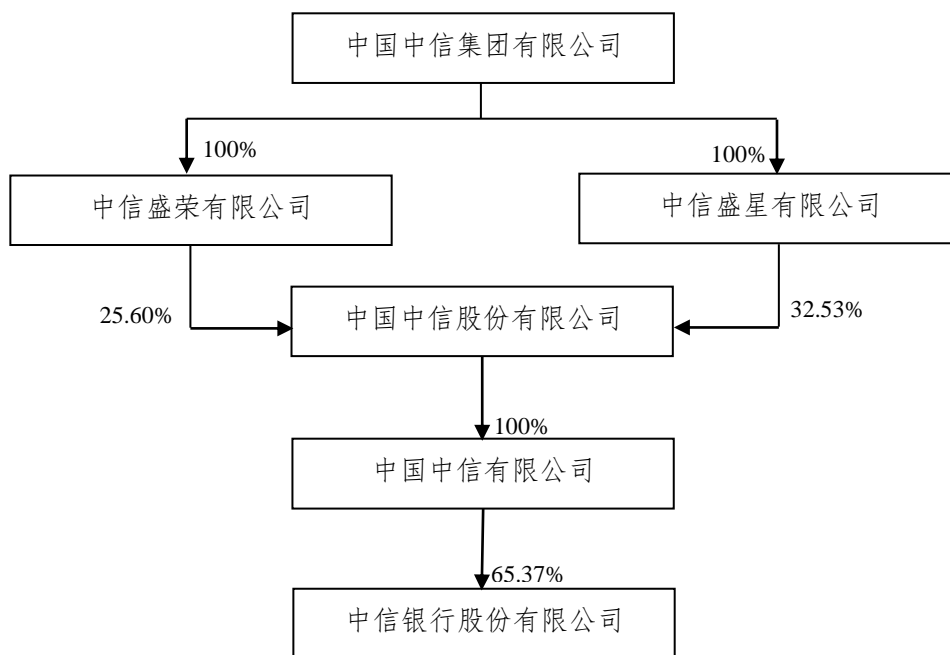 中国中信集团有限公司
100%
100%
中信盛荣有限公司
中信盛星有限公司
25.60%
中国中信股份有限公司
32.53%
100%
中国中信有限公司
65.37%
中信银行股份有限公司